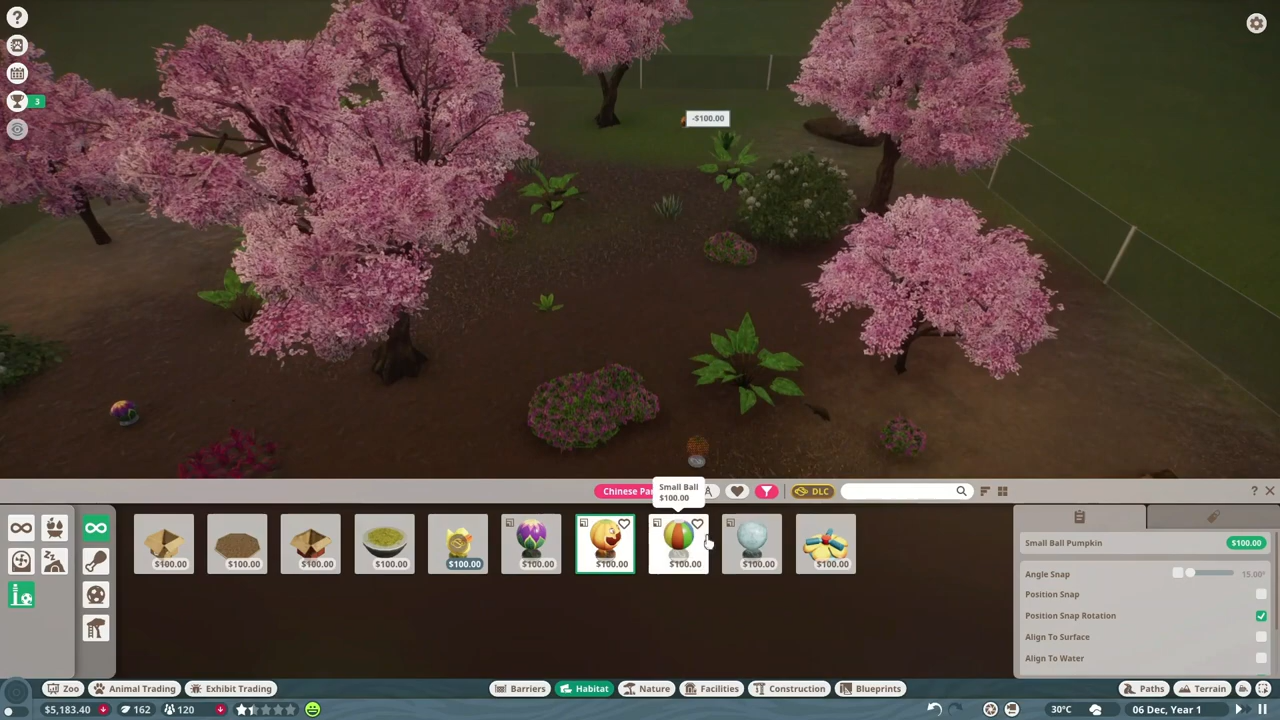 ?
3
-$100.00
Small Ball
$100.00
Chinese Pa
DLC
? ×
$100.00 $100.00 $100.00 $100.00 $100.00 $100.00 $100.00 $100.00 $100.00 $100.00
Small Ball Pumpkin $100.00
Angle Snap 15.00°
Position Snap
Position Snap Rotation
Align To Surface
Align To Water
Zoo Animal Trading Exhibit Trading Barriers Habitat Nature Facilities Construction Blueprints Paths Terrain
$5,183.40 162 120 30°C 06 Dec, Year 1